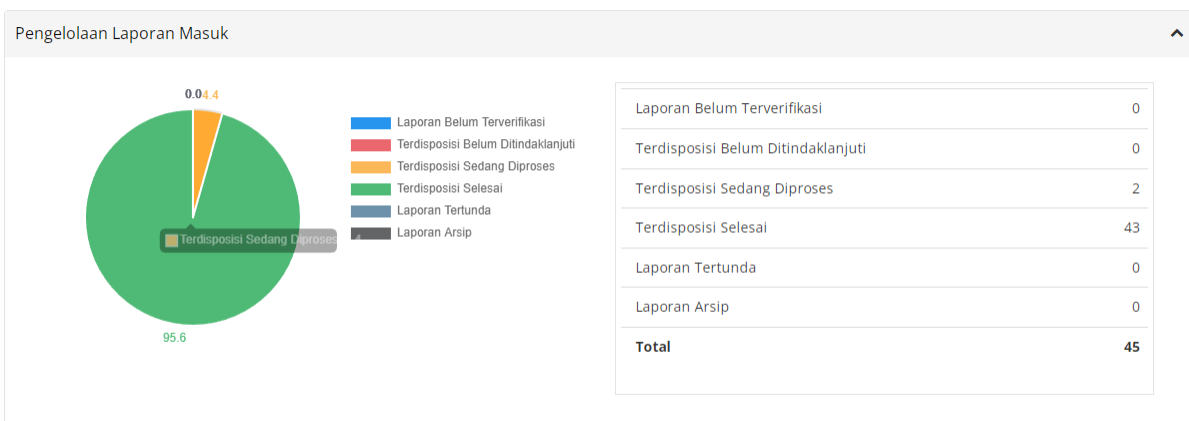 Pengelolaan Laporan Masuk
0.0 4.4
Laporan Belum Terverifikasi
Terdisposisi Belum Ditindaklanjuti
Terdisposisi Sedang Diproses
Terdisposisi Selesai
Laporan Tertunda
Laporan Arsip
Terdisposisi Sedang Diproses
95.6
Laporan Belum Terverifikasi 0
Terdisposisi Belum Ditindaklanjuti 0
Terdisposisi Sedang Diproses 2
Terdisposisi Selesai 43
Laporan Tertunda 0
Laporan Arsip 0
Total 45